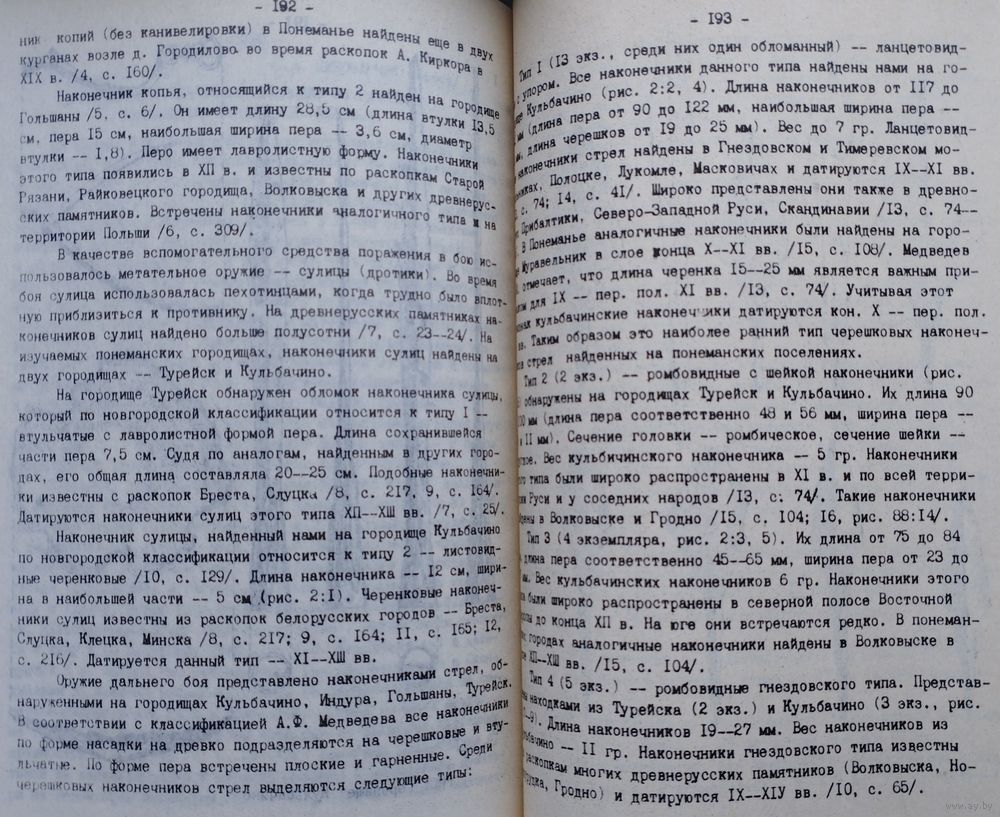 - I92 -
ник копий (без канивелировки) в Понеманье найдены еще в двух
курганах возле д. Городилово во время раскопок А. Киркора в
XIX в. /4, с. 160/.
Наконечник копья, относящийся к типу 2 найден на городище
Гольшаны /5, с. 6/. Он имеет длину 28,5 см (длина втулки 13,5
см, пера 15 см, наибольшая ширина пера -- 3,6 см, диаметр
втулки -- I,8). Перо имеет лавролистную форму. Наконечники
этого типа появились в ХП в. и известны по раскопкам Старой
Рязани, Райковецкого городища, Волковыска и других древнерус-
ских памятников. Встречены наконечники аналогичного типа и на
территории Польши /6, с. 309/.
В качестве вспомогательного средства поражения в бою ис-
пользовалось метательное оружие -- сулицы (дротики). Во время
боя сулица использовалась пехотинцами, когда трудно было вплот-
ную приблизиться к противнику. На древнерусских памятниках на-
конечников сулиц найдено больше полусотни /7, с. 23--24/. На
изучаемых понеманских городищах, наконечники сулиц найдены на
двух городищах -- Турейск и Кульбачино.
На городище Турейск обнаружен обломок наконечника сулицы,
который по новгородской классификации относится к типу I --
втульчатые с лавролистной формой пера. Длина сохранившейся
части пера 7,5 см. Судя по аналогам, найденным в других горо-
дах, его общая длина составляла 20--25 см. Подобные наконечни-
ки известны с раскопок Бреста, Слуцка /8, с. 217, 9, с. 164/.
Датируются наконечники сулиц этого типа ХП--ХШ вв. /7, с. 25/.
Наконечник сулицы, найденный нами на городище Кульбачино
по новгородской классификации относится к типу 2 -- листовид-
ные черенковые /10, с. 129/. Длина наконечника -- 12 см, шири-
на в наибольшей части -- 5 см (рис. 2:I). Черенковые наконеч-
ники сулиц известны из раскопок белорусских городов -- Бреста,
Слуцка, Клецка, Минска /8, с. 217; 9, с. 164; II, с. 165; 12,
с. 216/. Датируется данный тип -- XI--ХШ вв.
Оружие дальнего боя представлено наконечниками стрел, об-
наруженными на городищах Кульбачино, Индура, Гольшаны, Турейск.
В соответствии с классификацией А.Ф. Медведева все наконечники
по форме насадки на древко подразделяются на черешковые и вту-
льчатые. По форме пера встречены плоские и гарненные. Среди
черешковых наконечников стрел выделяются следующие типы:
- I93 -
Тип I (13 экз., среди них один обломанный) -- ланцетовид-
с упором. Все наконечники данного типа найдены нами на го-
Кульбачино (рис. 2:2, 4). Длина наконечников от II7 до
(длина пера от 90 до 122 мм, наибольшая ширина пера --
длина черешков от I9 до 25 мм). Вес до 7 гр. Ланцетовид-
наконечники стрел найдены в Гнездовском и Тимеревском мо-
Полоцке, Лукомле, Масковичах и датируются IX--XI вв.
с. 74; 14, с. 4I/. Широко представлены они также в древно-
Прибалтики, Северо-Западной Руси, Скандинавии /13, с. 74--
В Понеманье аналогичные наконечники были найдены на горо-
Муравельник в слое конца X--XI вв. /15, с. 108/. Медведев
отмечает, что длина черенка 15--25 мм является важным при-
для IX -- пер. пол. XI вв. /13, с. 74/. Учитывая этот
кульбачинские наконечники датируются кон. X -- пер. пол.
Таким образом это наиболее ранний тип черешковых наконеч-
стрел найденных на понеманских поселениях.
Тип 2 (2 экз.) -- ромбовидные с шейкой наконечники (рис.
обнаружены на городищах Турейск и Кульбачино. Их длина 90
мм (длина пера соответственно 48 и 56 мм, ширина пера --
и II мм). Сечение головки -- ромбическое, сечение шейки --
Вес кульбичинского наконечника -- 5 гр. Наконечники
типа были широко распространены в XI в. и по всей терри-
Руси и у соседних народов /13, с. 74/. Такие наконечники
в Волковыске и Гродно /15, с. 104; 16, рис. 88:14/.
Тип 3 (4 экземпляра, рис. 2:3, 5). Их длина от 75 до 84
длина пера соответственно 45--65 мм, ширина пера от 23 до
Вес кульбачинских наконечников 6 гр. Наконечники этого
были широко распространены в северной полосе Восточной
до конца ХП в. На юге они встречаются редко. В понеман-
городах аналогичные наконечники найдены в Волковыске в
ХП--ХШ вв. /15, с. 104/.
Тип 4 (5 экз.) -- ромбовидные гнездовского типа. Представ-
находками из Турейска (2 экз.) и Кульбачино (3 экз., рис.
Длина наконечников I9--27 мм. Вес наконечников из
-- II гр. Наконечники гнездовского типа известны
раскопкам многих древнерусских памятников (Волковыска, Но-
Гродно) и датируются IX--XIУ вв. /10, с. 65/.
www.ay.by